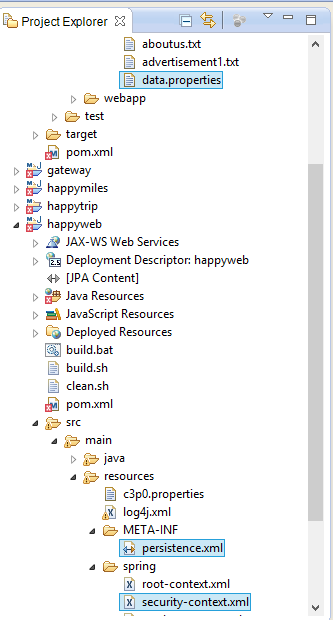 Project Explorer
aboutus.txt
advertisement1.txt
data.properties
webapp
test
target
pom.xml
gateway
happymiles
happytrip
happyweb
JAX-WS Web Services
Deployment Descriptor: happyweb
[JPA Content]
Java Resources
JavaScript Resources
Deployed Resources
build.bat
build.sh
clean.sh
pom.xml
src
main
java
resources
c3p0.properties
log4j.xml
META-INF
persistence.xml
spring
root-context.xml
security-context.xml